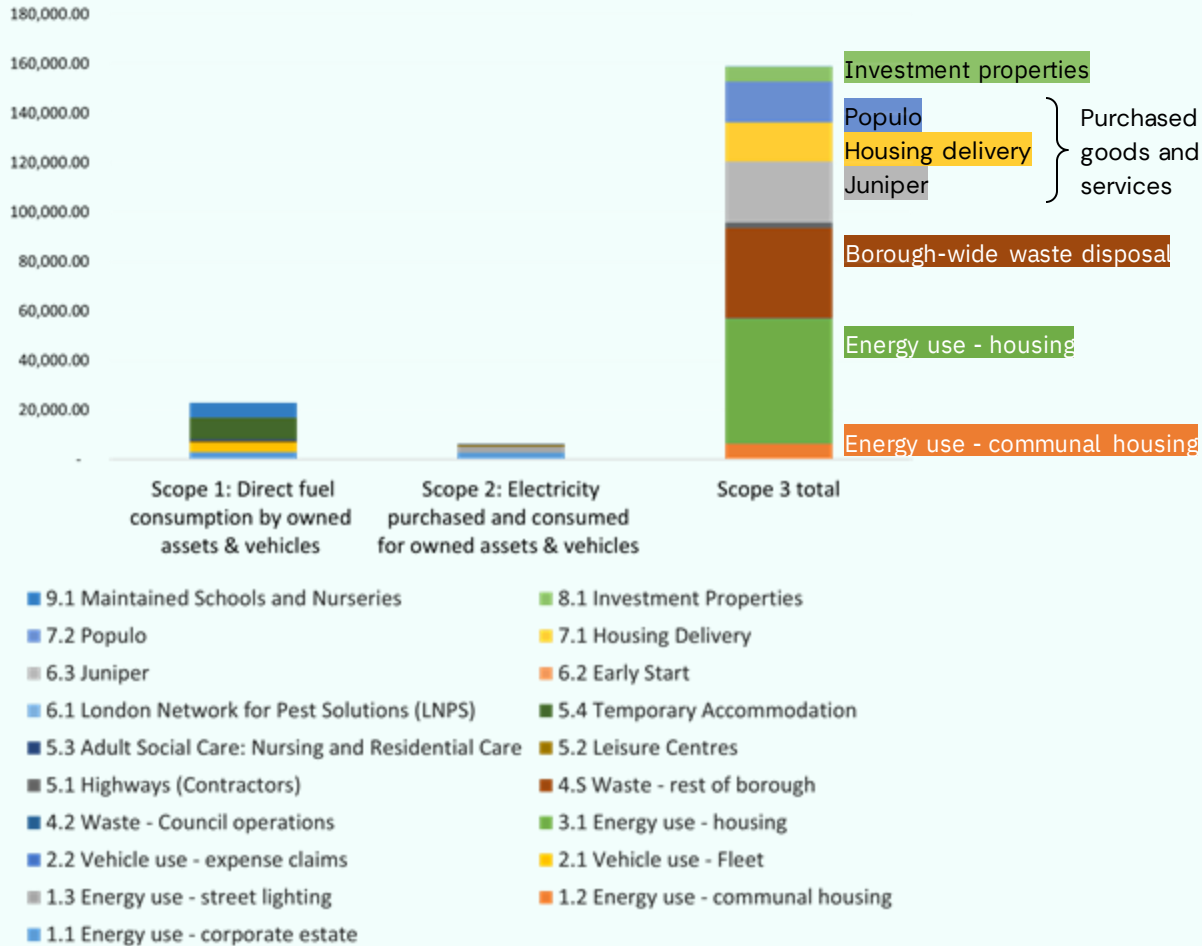 180,000.00
160,000.00
140,000.00
120,000.00
100,000.00
80,000.00
60,000.00
40,000.00
20,000.00
-
Investment properties
Populo
Housing delivery
Juniper
Purchased
goods and
services
Borough-wide waste disposal
Energy use - housing
Energy use - communal housing
Scope 1: Direct fuel
consumption by owned
assets & vehicles
Scope 2: Electricity
purchased and consumed
for owned assets & vehicles
Scope 3 total
9.1 Maintained Schools and Nurseries
8.1 Investment Properties
7.2 Populo
7.1 Housing Delivery
6.3 Juniper
6.2 Early Start
6.1 London Network for Pest Solutions (LNPS)
5.4 Temporary Accommodation
5.3 Adult Social Care: Nursing and Residential Care
5.2 Leisure Centres
5.1 Highways (Contractors)
4.S Waste - rest of borough
4.2 Waste - Council operations
3.1 Energy use - housing
2.2 Vehicle use - expense claims
2.1 Vehicle use - Fleet
1.3 Energy use - street lighting
1.2 Energy use - communal housing
1.1 Energy use - corporate estate